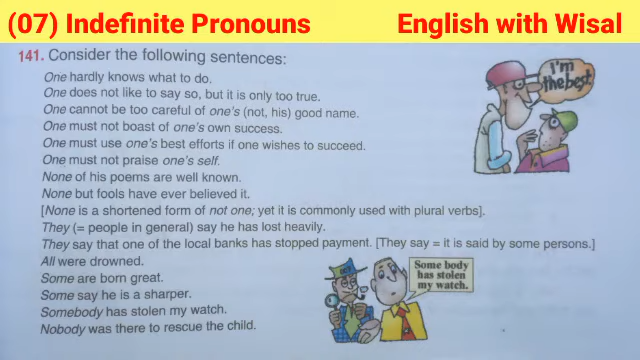 (07) Indefinite Pronouns English with Wisal
141. Consider the following sentences:
One hardly knows what to do.
One does not like to say so, but it is only too true.
One cannot be too careful of one's (not, his) good name.
One must not boast of one's own success.
One must use one's best efforts if one wishes to succeed.
One must not praise one's self.
None of his poems are well known.
None but fools have ever believed it.
[None is a shortened form of not one; yet it is commonly used with plural verbs].
They (= people in general) say he has lost heavily.
They say that one of the local banks has stopped payment. [They say = it is said by some persons.]
All were drowned.
Some are born great.
Some say he is a sharper.
Somebody has stolen my watch.
Nobody was there to rescue the child.
I'm
the best.
Some body
has stolen
my watch.